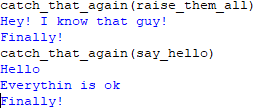 catch_that_again(raise_them_all)
Hey! I know that guy!
Finally!
catch_that_again(say_hello)
Hello
Everythin is ok
Finally!